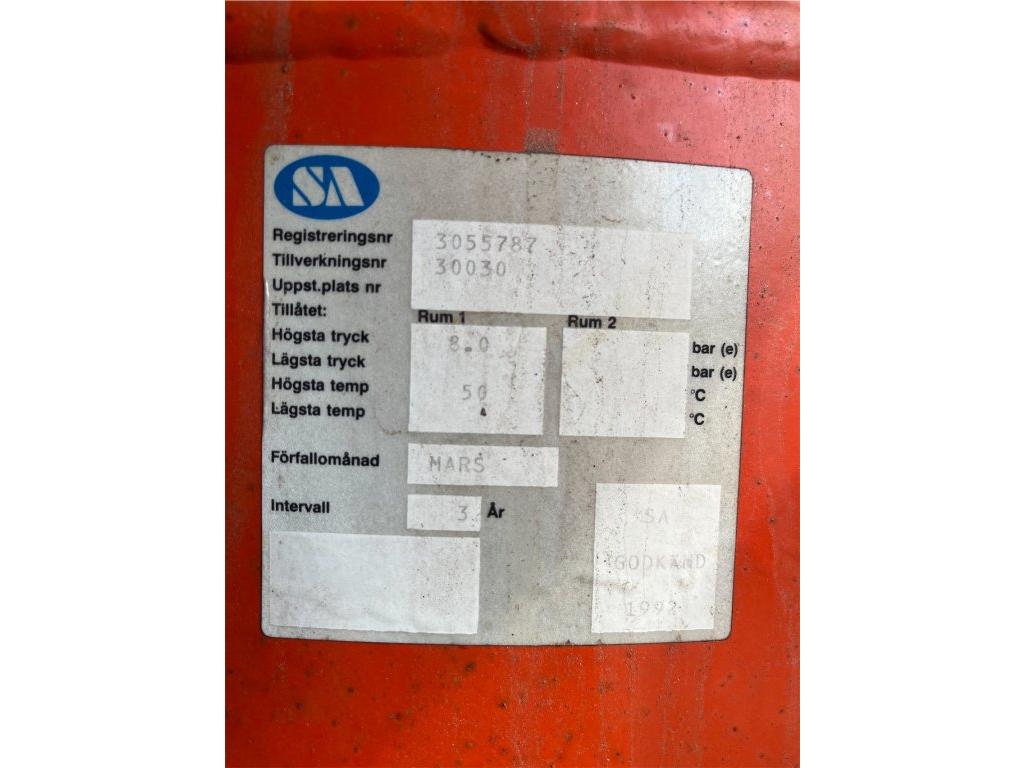 SA
Registreringsnr 3055787
Tillverkningsnr 30030
Uppst.plats nr
Tillåtet: Rum 1 Rum 2
Högsta tryck 8.0 bar (e)
Lägsta tryck bar (e)
Högsta temp 50 °C
Lägsta temp °C
Förfallomånad MARS
Intervall 3 År
SA
GODKÄND
1992